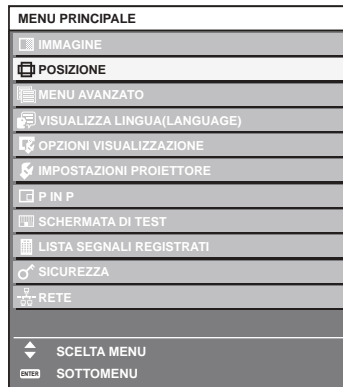 MENU PRINCIPALE
IMMAGINE
POSIZIONE
MENU AVANZATO
VISUALIZZA LINGUA(LANGUAGE)
OPZIONI VISUALIZZAZIONE
IMPOSTAZIONI PROIETTORE
P IN P
SCHERMATA DI TEST
LISTA SEGNALI REGISTRATI
SICUREZZA
RETE
SCELTA MENU
ENTER SOTTOMENU